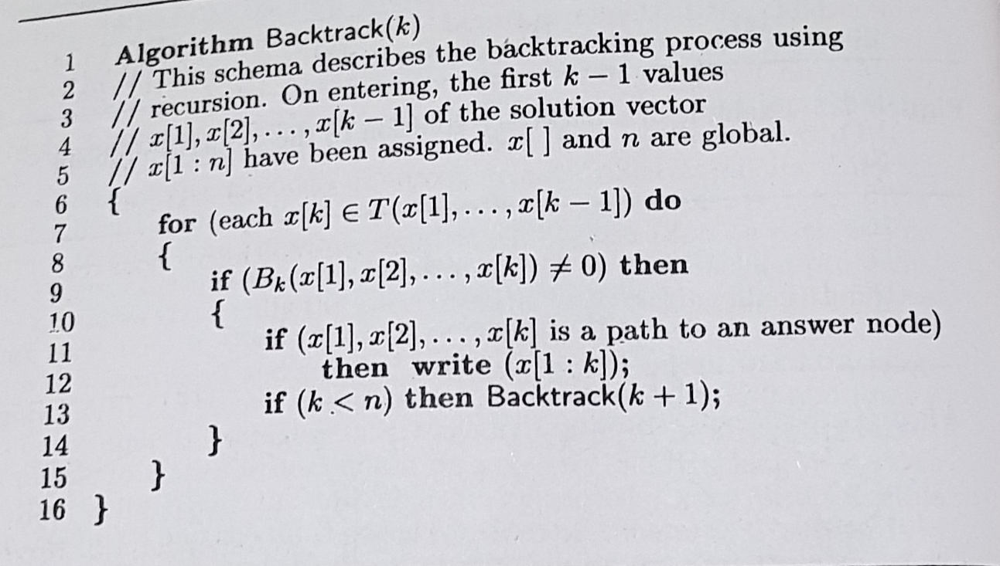 1 Algorithm Backtrack(k)
2 // This schema describes the backtracking process using
3 // recursion. On entering, the first k − 1 values
4 // x[1], x[2], . . . , x[k − 1] of the solution vector
5 // x[1 : n] have been assigned. x[ ] and n are global.
6 {
7 for (each x[k] ∈ T(x[1], . . . , x[k − 1]) do
8 {
9 if (Bk(x[1], x[2], . . . , x[k]) ≠ 0) then
10 {
11 if (x[1], x[2], . . . , x[k] is a path to an answer node)
12 then write (x[1 : k]);
13 if (k < n) then Backtrack(k + 1);
14 }
15 }
16 }